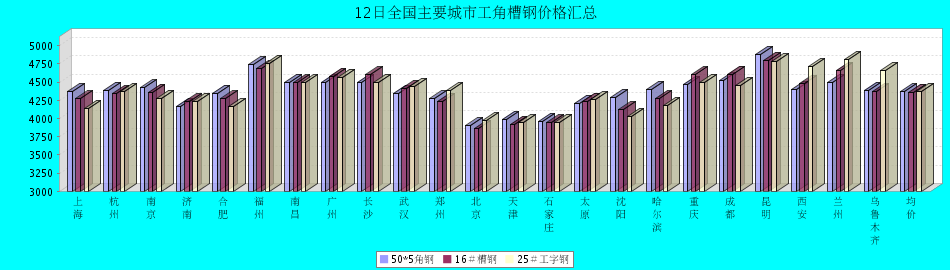 12日全国主要城市工角槽钢价格汇总
5000
4750
4500
4250
4000
3750
3500
3250
3000
上海
杭州
南京
济南
合肥
福州
南昌
广州
长沙
武汉
郑州
北京
天津
石家庄
太原
沈阳
哈尔滨
重庆
成都
昆明
西安
兰州
乌鲁木齐
均价
50*5角钢 16#槽钢 25#工字钢